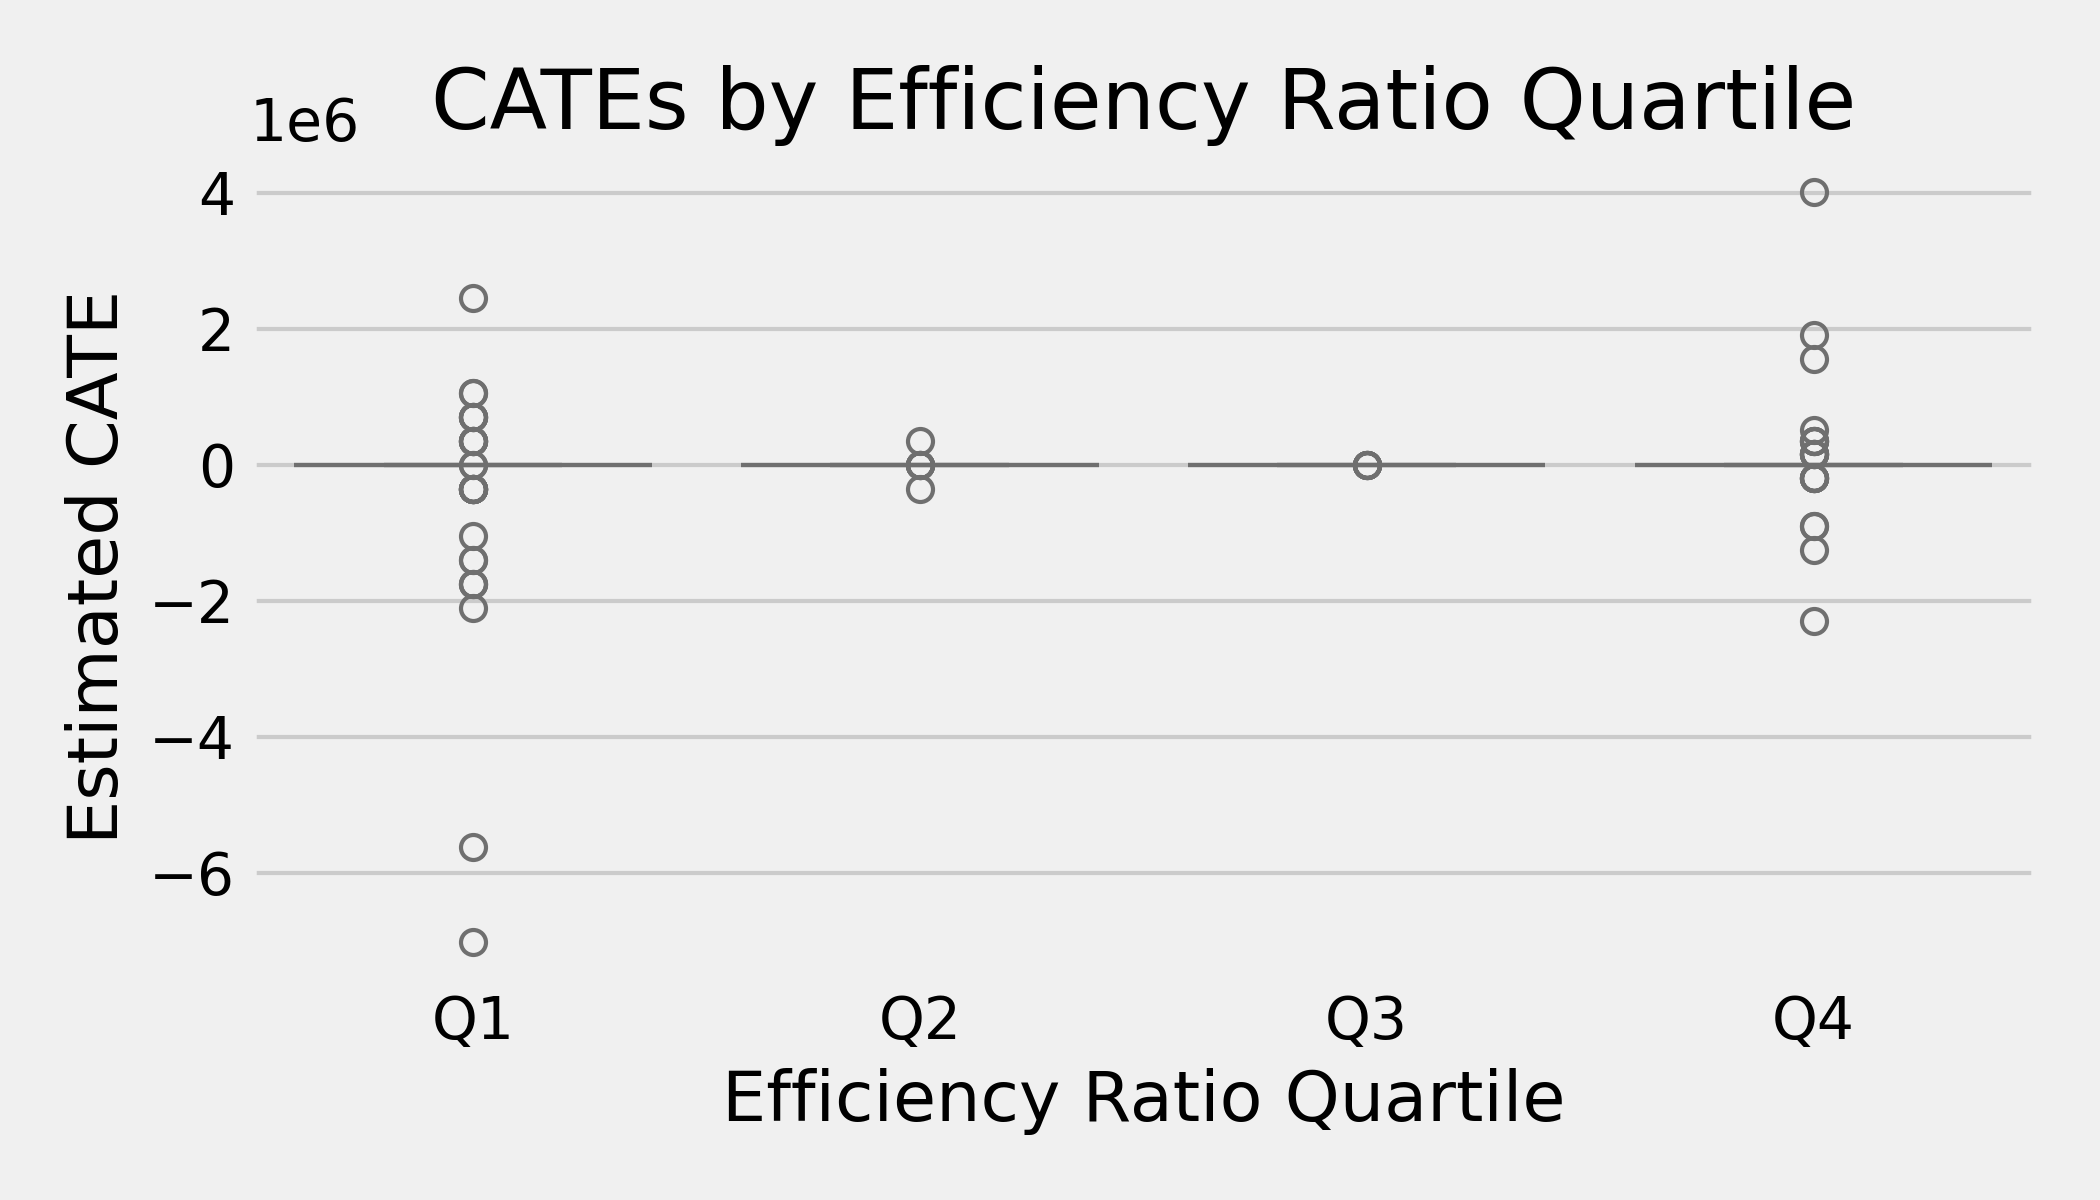 CATEs by Efficiency Ratio Quartile
1e6
4
2
0
−2
−4
−6
Estimated CATE
Q1 Q2 Q3 Q4
Efficiency Ratio Quartile